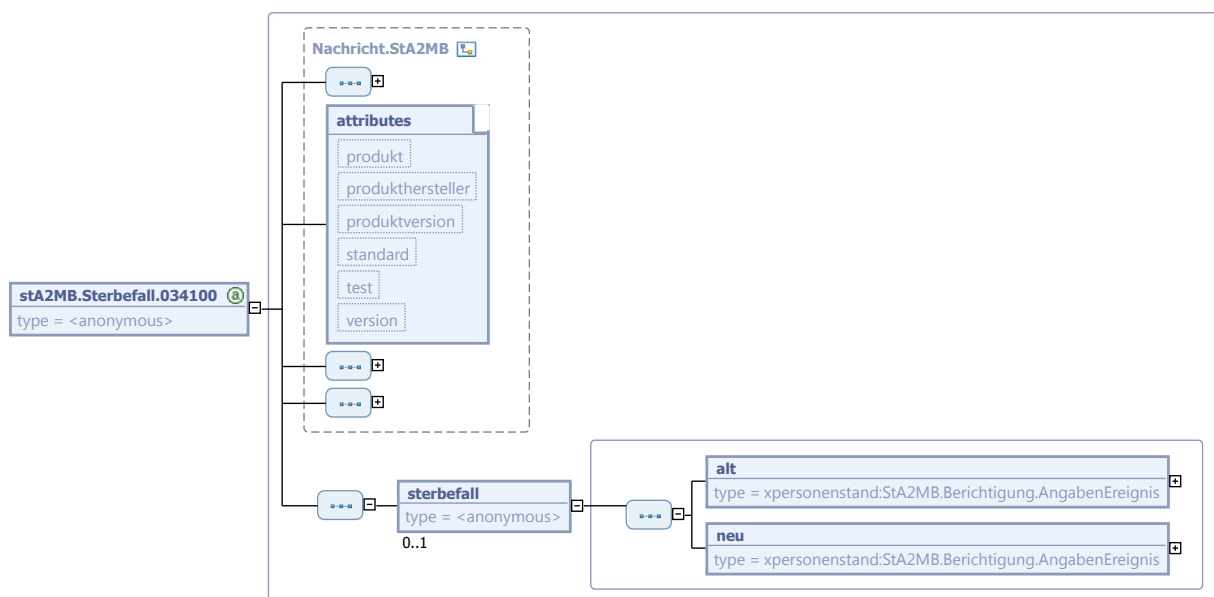 Nachricht.StA2MB
attributes
produkt
produkthersteller
produktversion
standard
test
version
stA2MB.Sterbefall.034100 a
type = <anonymous>
sterbefall
type = <anonymous>
0..1
alt
type = xpersonenstand:StA2MB.Berichtigung.AngabenEreignis
neu
type = xpersonenstand:StA2MB.Berichtigung.AngabenEreignis